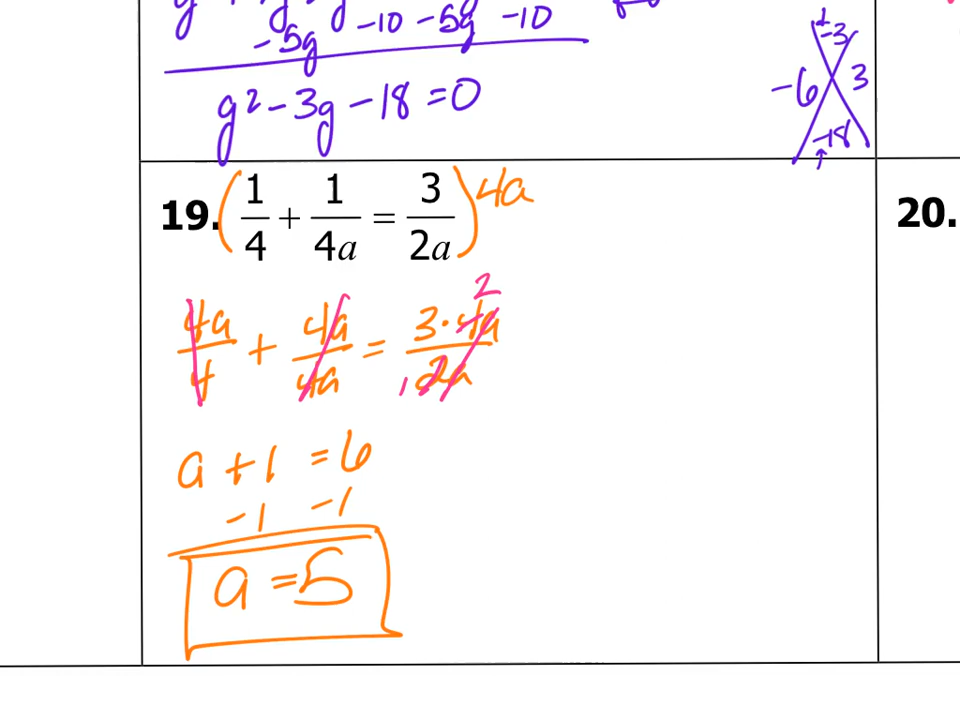 -10 -5g -10
-5g
g² - 3g - 18 = 0
-3
-6 3
-18
19. (1/4 + 1/4a = 3/2a) 4a
20.
4a/4 + 4a/4a = 3·4a/2a
2
1
a + 1 = 6
-1 -1
a = 5